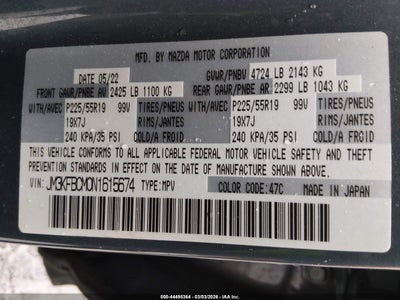 MFD. BY MAZDA MOTOR CORPORATION
DATE 05/22 GVWR/PNBV 4724 LB 2143 KG
FRONT GAWR/PNBE AV 2425 LB 1100 KG REAR GAWR/PNBE AR 2299 LB 1043 KG
WITH/AVEC P225/55R19 99V TIRES/PNEUS WITH/AVEC P225/55R19 99V TIRES/PNEUS
19X7J RIMS/JANTES 19X7J RIMS/JANTES
240 KPA/35 PSI COLD/A FROID 240 KPA/35 PSI COLD/A FROID
THIS VEHICLE CONFORMS TO ALL APPLICABLE FEDERAL MOTOR VEHICLE SAFETY, BUMPER, AND THEFT
PREVENTION STANDARDS IN EFFECT ON THE DATE OF MANUFACTURE SHOWN ABOVE.
VIN: JM3KFBCM0N1615674 TYPE: MPV COLOR CODE: 47C MADE IN JAPAN
000-44495364 - 03/03/2026 - www.iaai.com